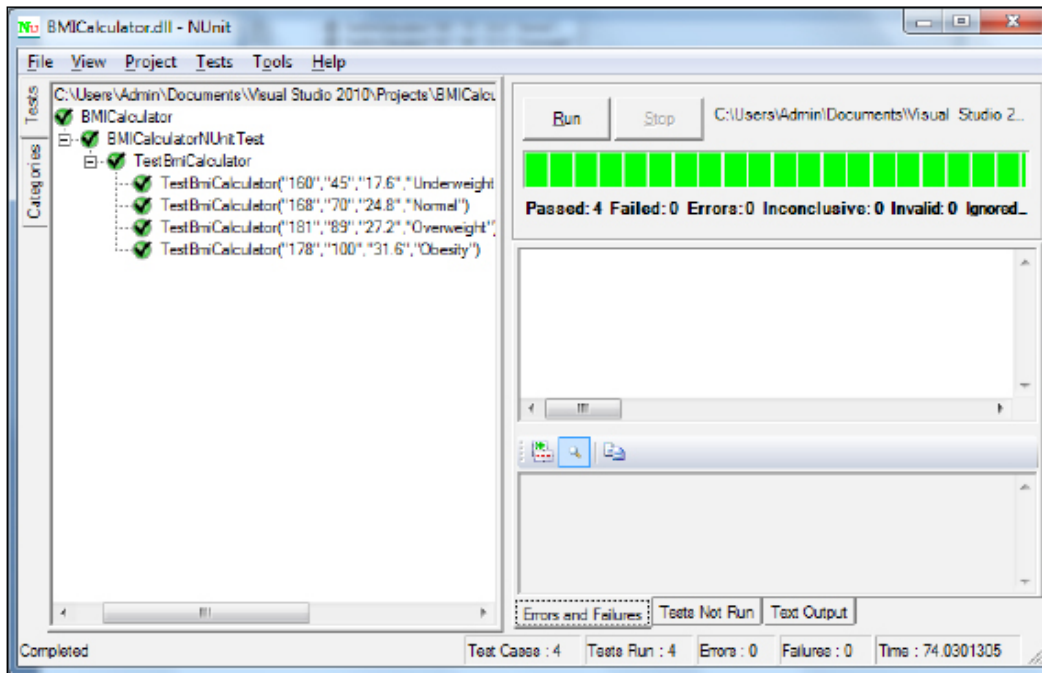 Nu BMICalculator.dll - NUnit
File View Project Tests Tools Help
Tests
Categories
C:\Users\Admin\Documents\Visual Studio 2010\Projects\BMICalcu
BMICalculator
BMICalculatorNUnitTest
TestBmiCalculator
TestBmiCalculator("160","45","17.6","Underweight
TestBmiCalculator("168","70","24.8","Normal")
TestBmiCalculator("181","89","27.2","Overweight")
TestBmiCalculator("178","100","31.6","Obesity")
Run Stop C:\Users\Admin\Documents\Visual Studio 2...
Passed: 4 Failed: 0 Errors: 0 Inconclusive: 0 Invalid: 0 Ignored...
Errors and Failures Tests Not Run Text Output
Completed Test Cases : 4 Tests Run : 4 Errors : 0 Failures : 0 Time : 74.0301305